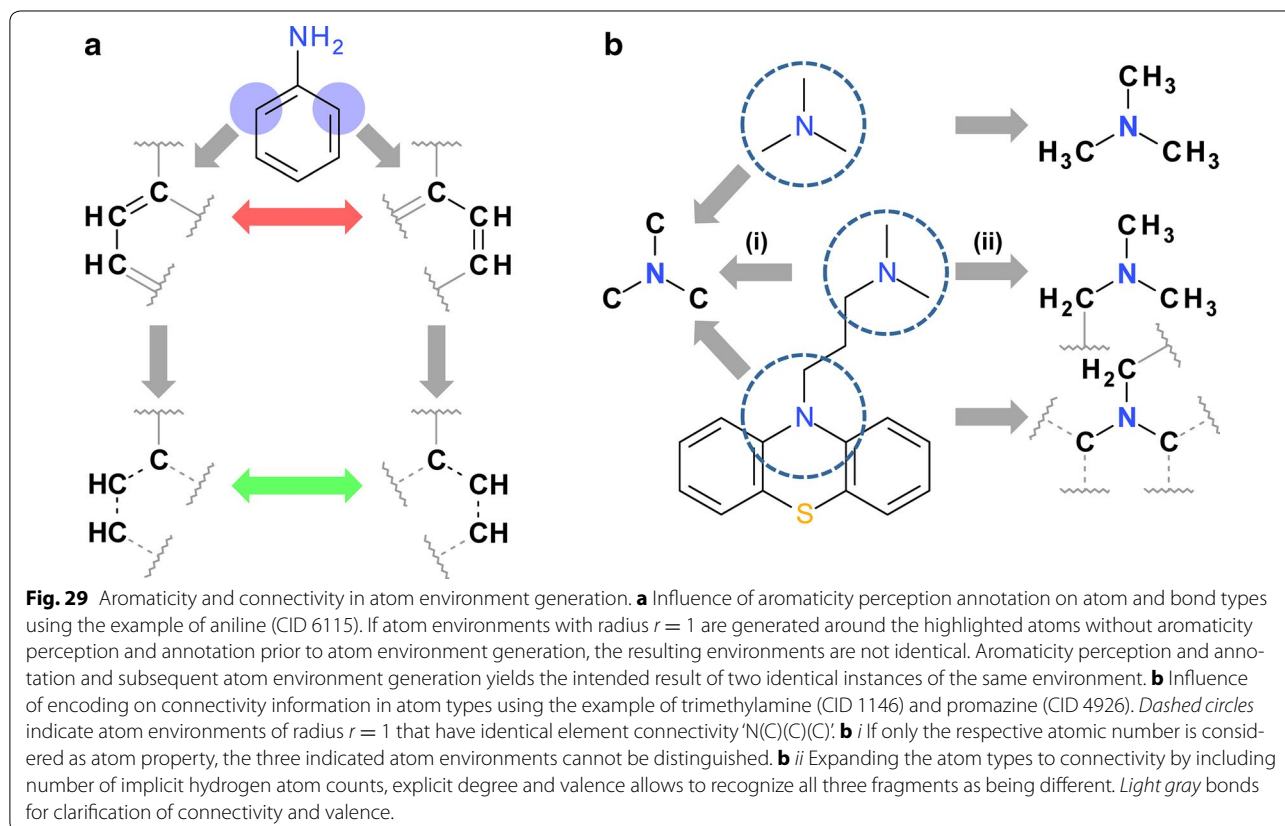 a
NH2
C
HC
HC
C
CH
CH
C
HC
HC
C
CH
CH
b
N
CH3
N
H3C
CH3
C
N
C
C
(i)
N
(ii)
CH3
N
H2C
CH3
N
S
H2C
N
C
C
Fig. 29 Aromaticity and connectivity in atom environment generation. a Influence of aromaticity perception annotation on atom and bond types
using the example of aniline (CID 6115). If atom environments with radius r = 1 are generated around the highlighted atoms without aromaticity
perception and annotation prior to atom environment generation, the resulting environments are not identical. Aromaticity perception and anno-
tation and subsequent atom environment generation yields the intended result of two identical instances of the same environment. b Influence
of encoding on connectivity information in atom types using the example of trimethylamine (CID 1146) and promazine (CID 4926). Dashed circles
indicate atom environments of radius r = 1 that have identical element connectivity 'N(C)(C)(C)'. b i If only the respective atomic number is consid-
ered as atom property, the three indicated atom environments cannot be distinguished. b ii Expanding the atom types to connectivity by including
number of implicit hydrogen atom counts, explicit degree and valence allows to recognize all three fragments as being different. Light gray bonds
for clarification of connectivity and valence.